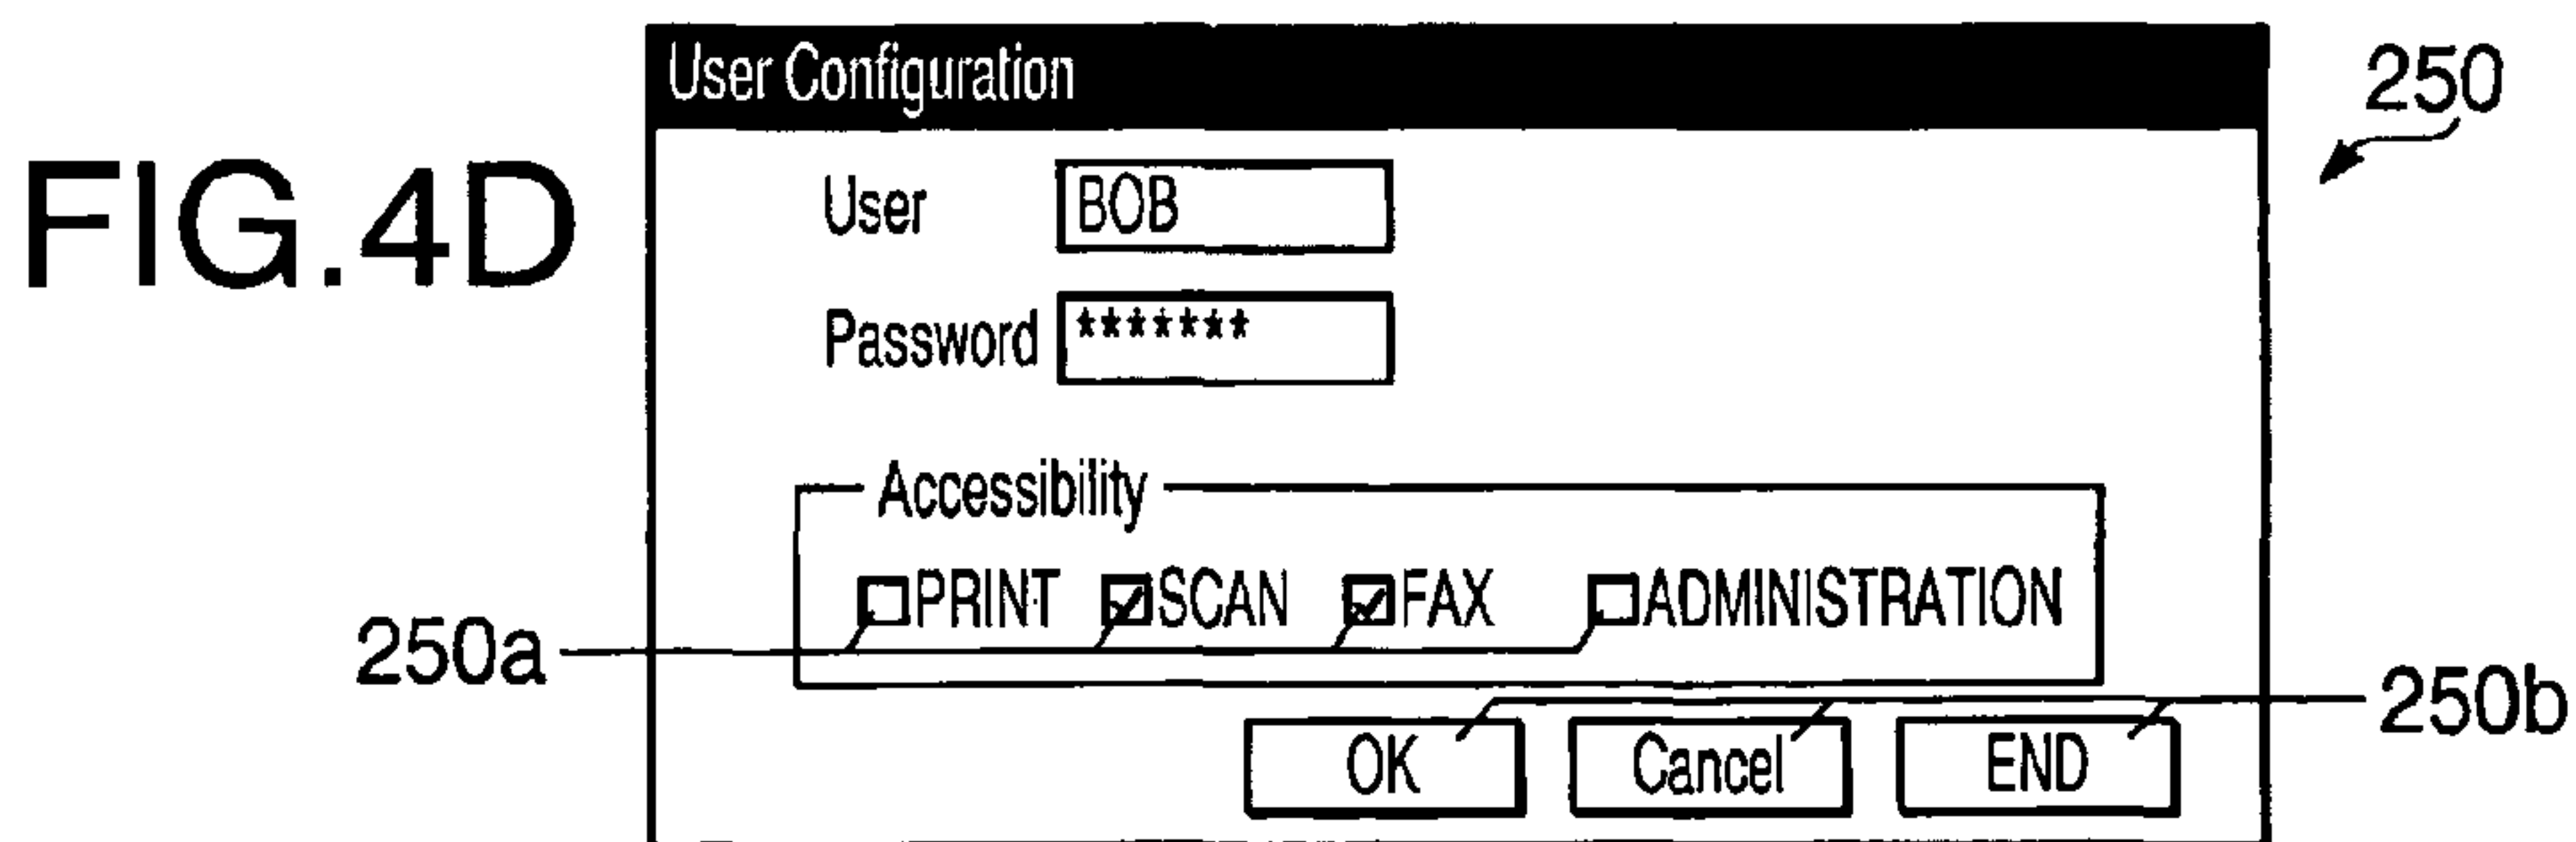 User Configuration
250
FIG.4D
User BOB
Password *******
Accessibility
PRINT SCAN FAX ADMINISTRATION
250a
250b
OK Cancel END